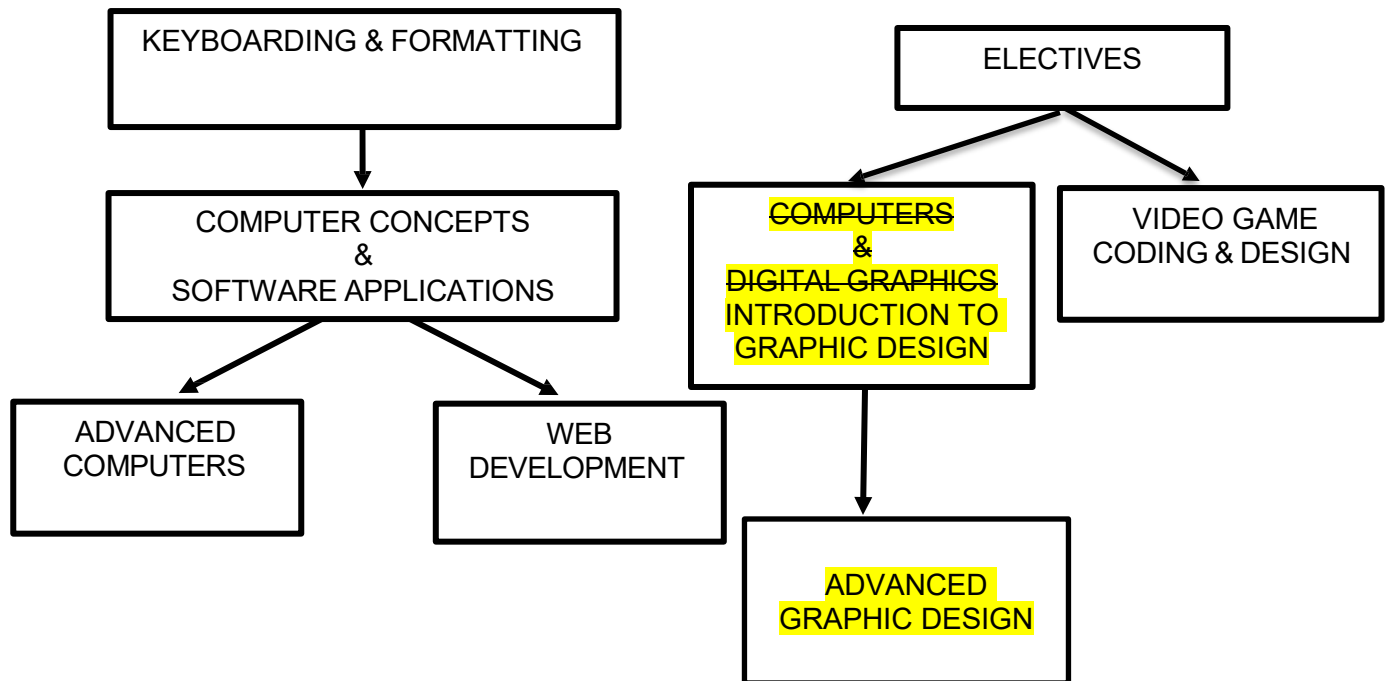 KEYBOARDING & FORMATTING
ELECTIVES
COMPUTER CONCEPTS
&
SOFTWARE APPLICATIONS
COMPUTERS
&
DIGITAL GRAPHICS
INTRODUCTION TO
GRAPHIC DESIGN
VIDEO GAME
CODING & DESIGN
ADVANCED
COMPUTERS
WEB
DEVELOPMENT
ADVANCED
GRAPHIC DESIGN